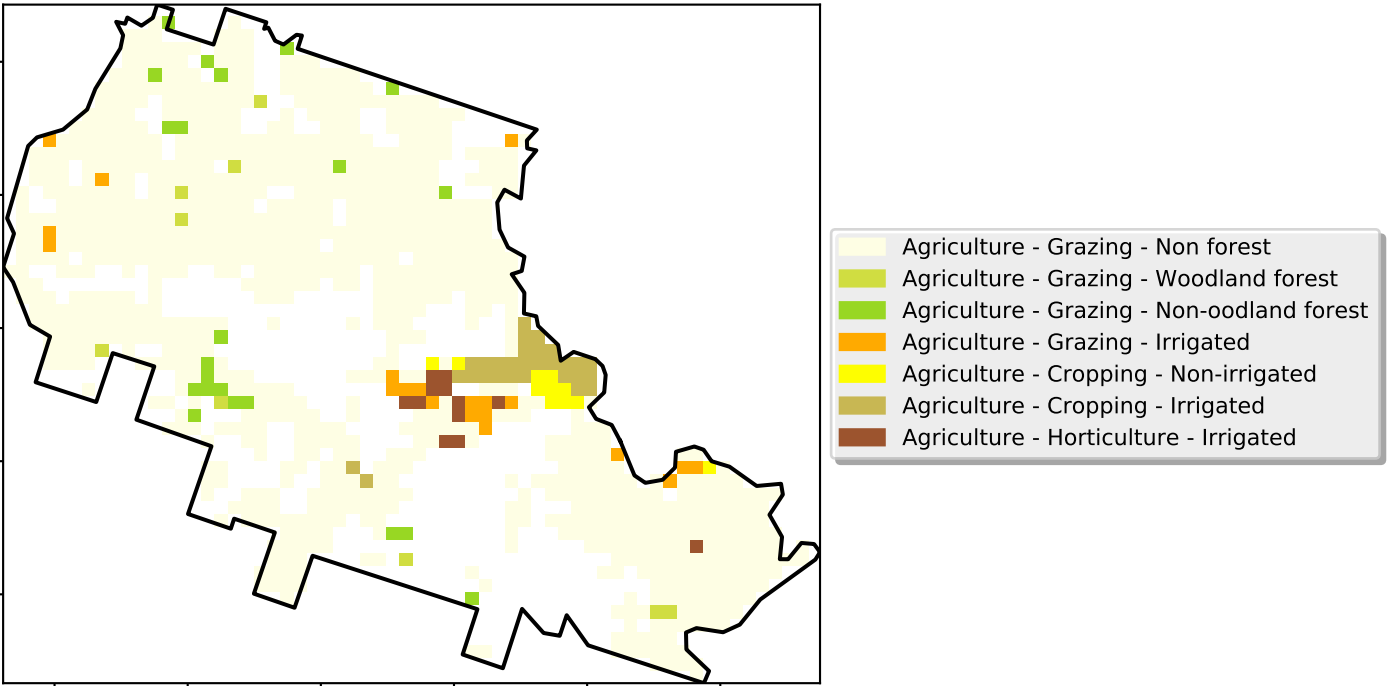 Agriculture - Grazing - Non forest
Agriculture - Grazing - Woodland forest
Agriculture - Grazing - Non-oodland forest
Agriculture - Grazing - Irrigated
Agriculture - Cropping - Non-irrigated
Agriculture - Cropping - Irrigated
Agriculture - Horticulture - Irrigated